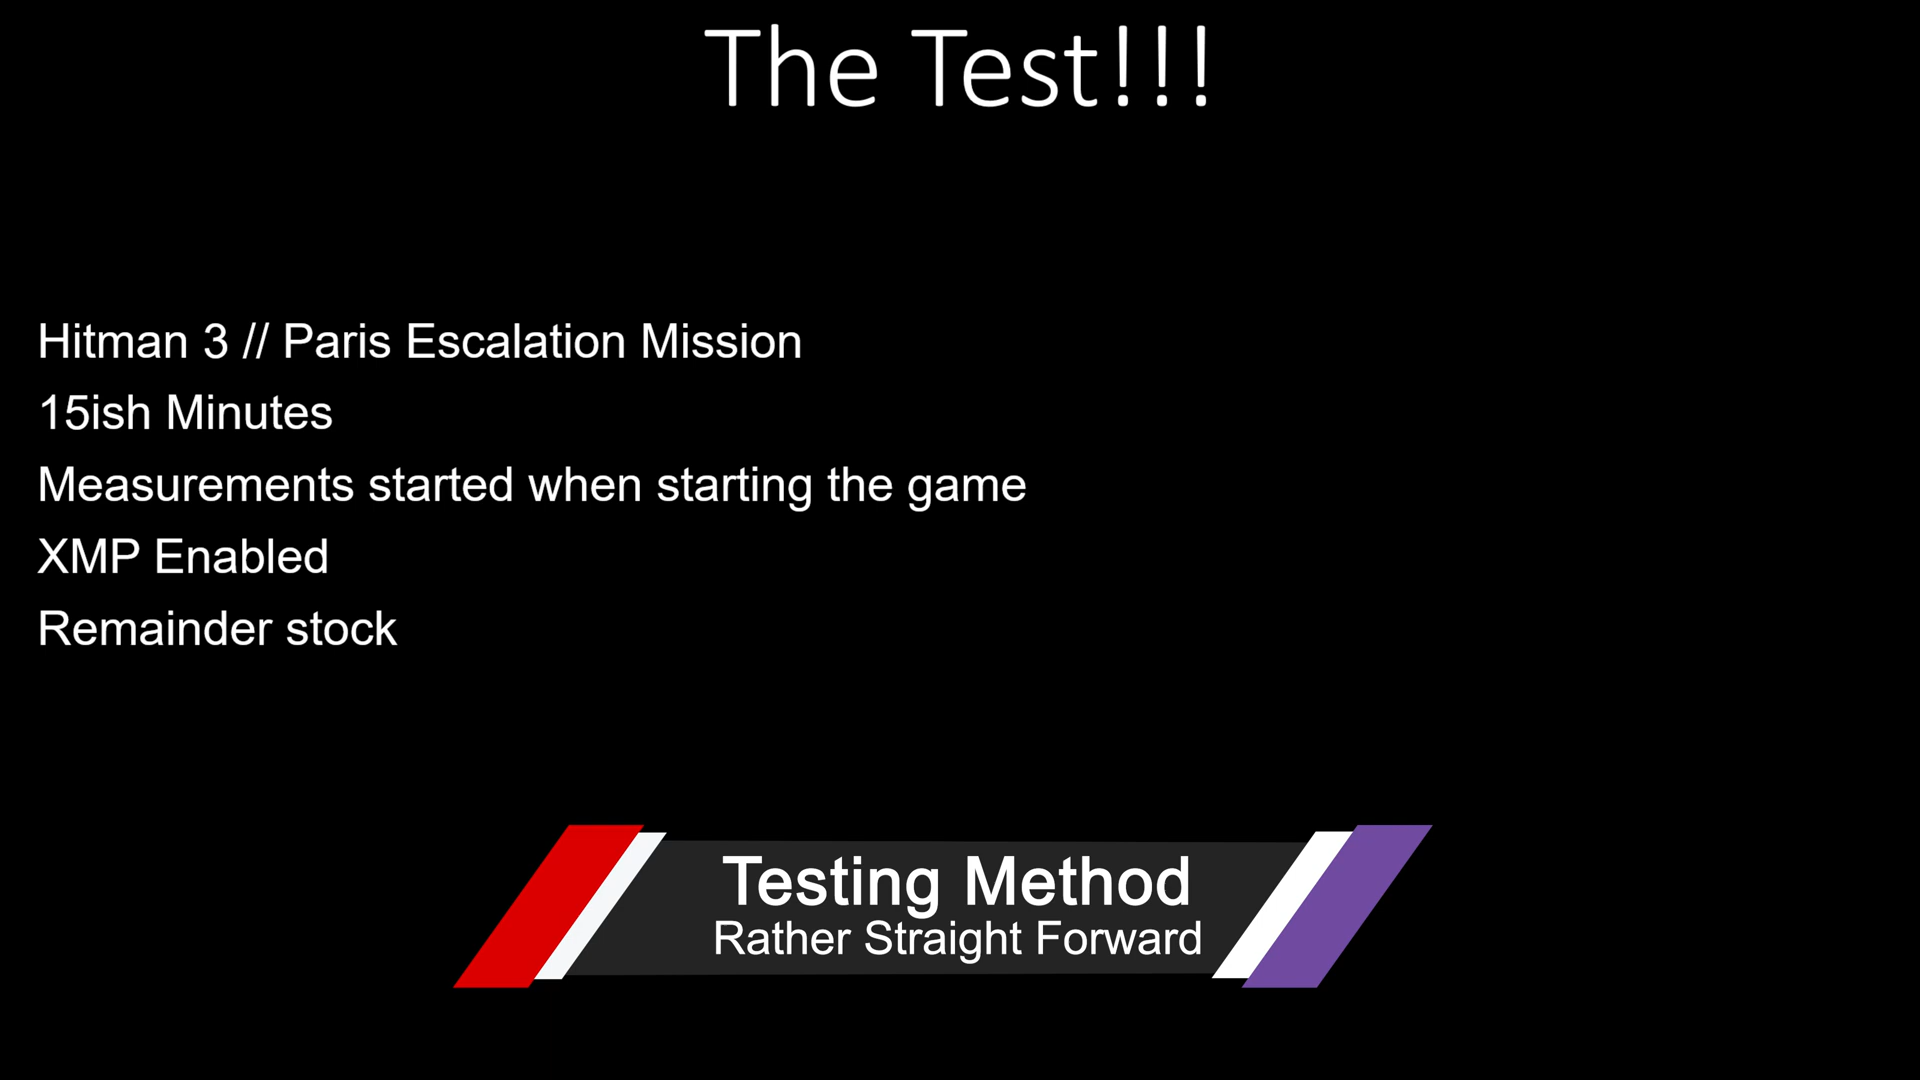 The Test!!!
Hitman 3 // Paris Escalation Mission
15ish Minutes
Measurements started when starting the game
XMP Enabled
Remainder stock
Testing Method
Rather Straight Forward